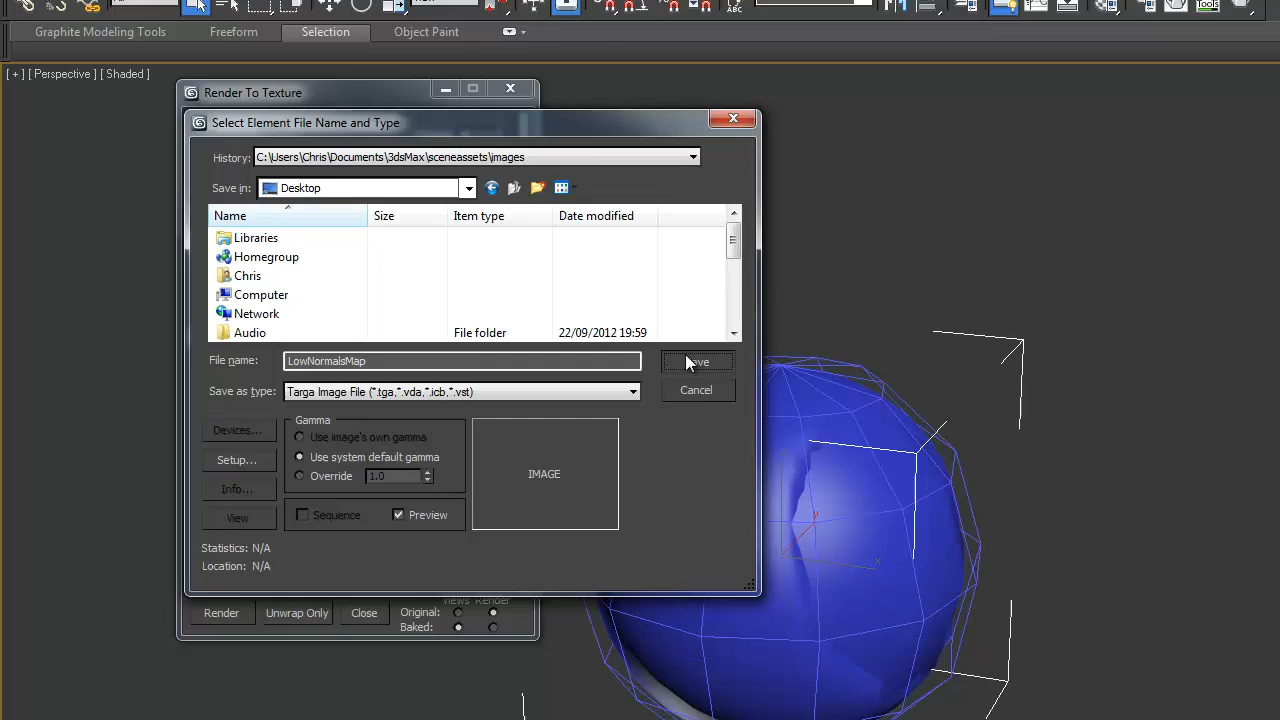 Graphite Modeling Tools Freeform Selection Object Paint
Tools
[ + ] [ Perspective ] [ Shaded ]
Render To Texture
Select Element File Name and Type
History: C:\Users\Chris\Documents\3dsMax\sceneassets\images
Save in: Desktop
Name Size Item type Date modified
Libraries
Homegroup
Chris
Computer
Network
Audio File folder 22/09/2012 19:59
File name: LowNormalsMap
Save as type: Targa Image File (*.tga,*.vda,*.icb,*.vst)
Cancel
Devices...
Setup...
Info...
View
Gamma
Use image's own gamma
Use system default gamma
Override 1.0
Sequence Preview
IMAGE
Statistics: N/A
Location: N/A
Views Render
Render Unwrap Only Close Original:
Baked:
x
y